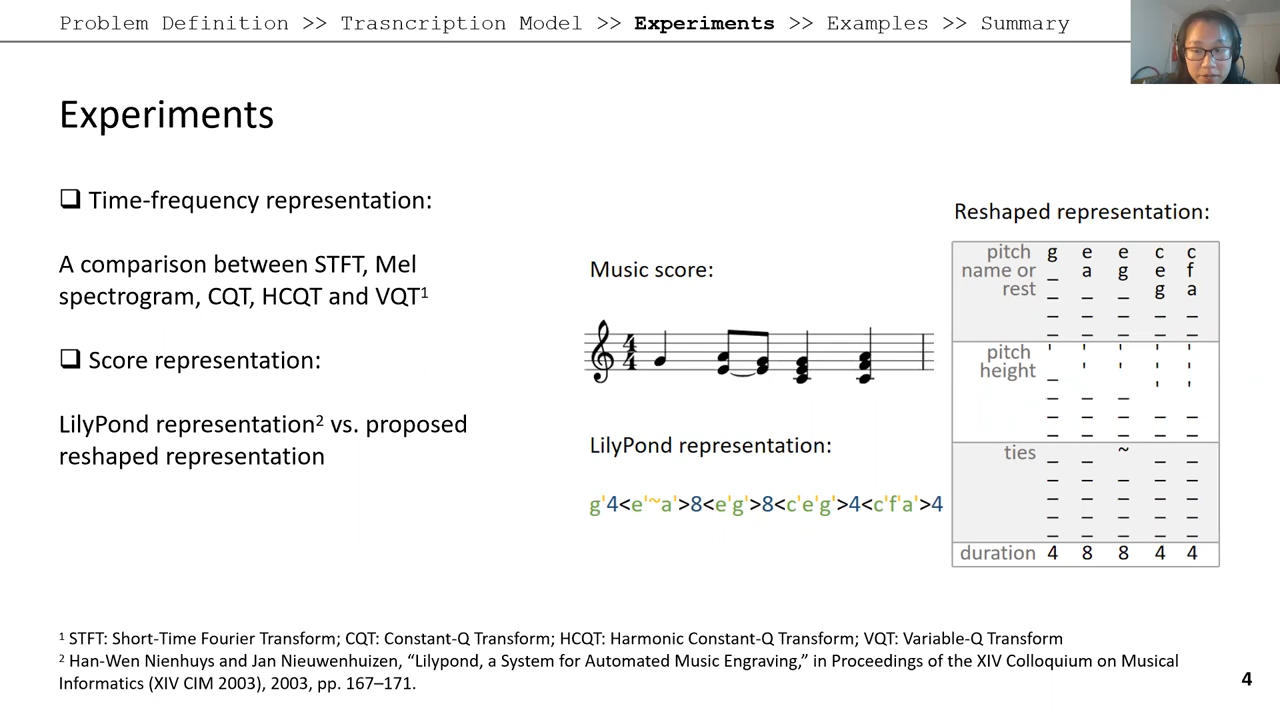 Problem Definition >> Trasncription Model >> Experiments >> Examples >> Summary
Experiments
❑ Time-frequency representation:
A comparison between STFT, Mel
spectrogram, CQT, HCQT and VQT¹
❑ Score representation:
LilyPond representation² vs. proposed
reshaped representation
Music score:
4
4
LilyPond representation:
g'4<e'~a'>8<e'g'>8<c'e'g'>4<c'f'a'>4
Reshaped representation:
pitch g e e c c
name or _ a g e f
rest _ _ _ g a
_ _ _ _ _
_ _ _ _ _
pitch ' ' ' ' '
height _ ' ' ' '
_ _ _ ' '
_ _ _ _ _
_ _ _ _ _
ties _ _ ~ _ _
_ _ _ _ _
_ _ _ _ _
_ _ _ _ _
_ _ _ _ _
duration 4 8 8 4 4
¹ STFT: Short-Time Fourier Transform; CQT: Constant-Q Transform; HCQT: Harmonic Constant-Q Transform; VQT: Variable-Q Transform
² Han-Wen Nienhuys and Jan Nieuwenhuizen, “Lilypond, a System for Automated Music Engraving,” in Proceedings of the XIV Colloquium on Musical
Informatics (XIV CIM 2003), 2003, pp. 167–171.
4